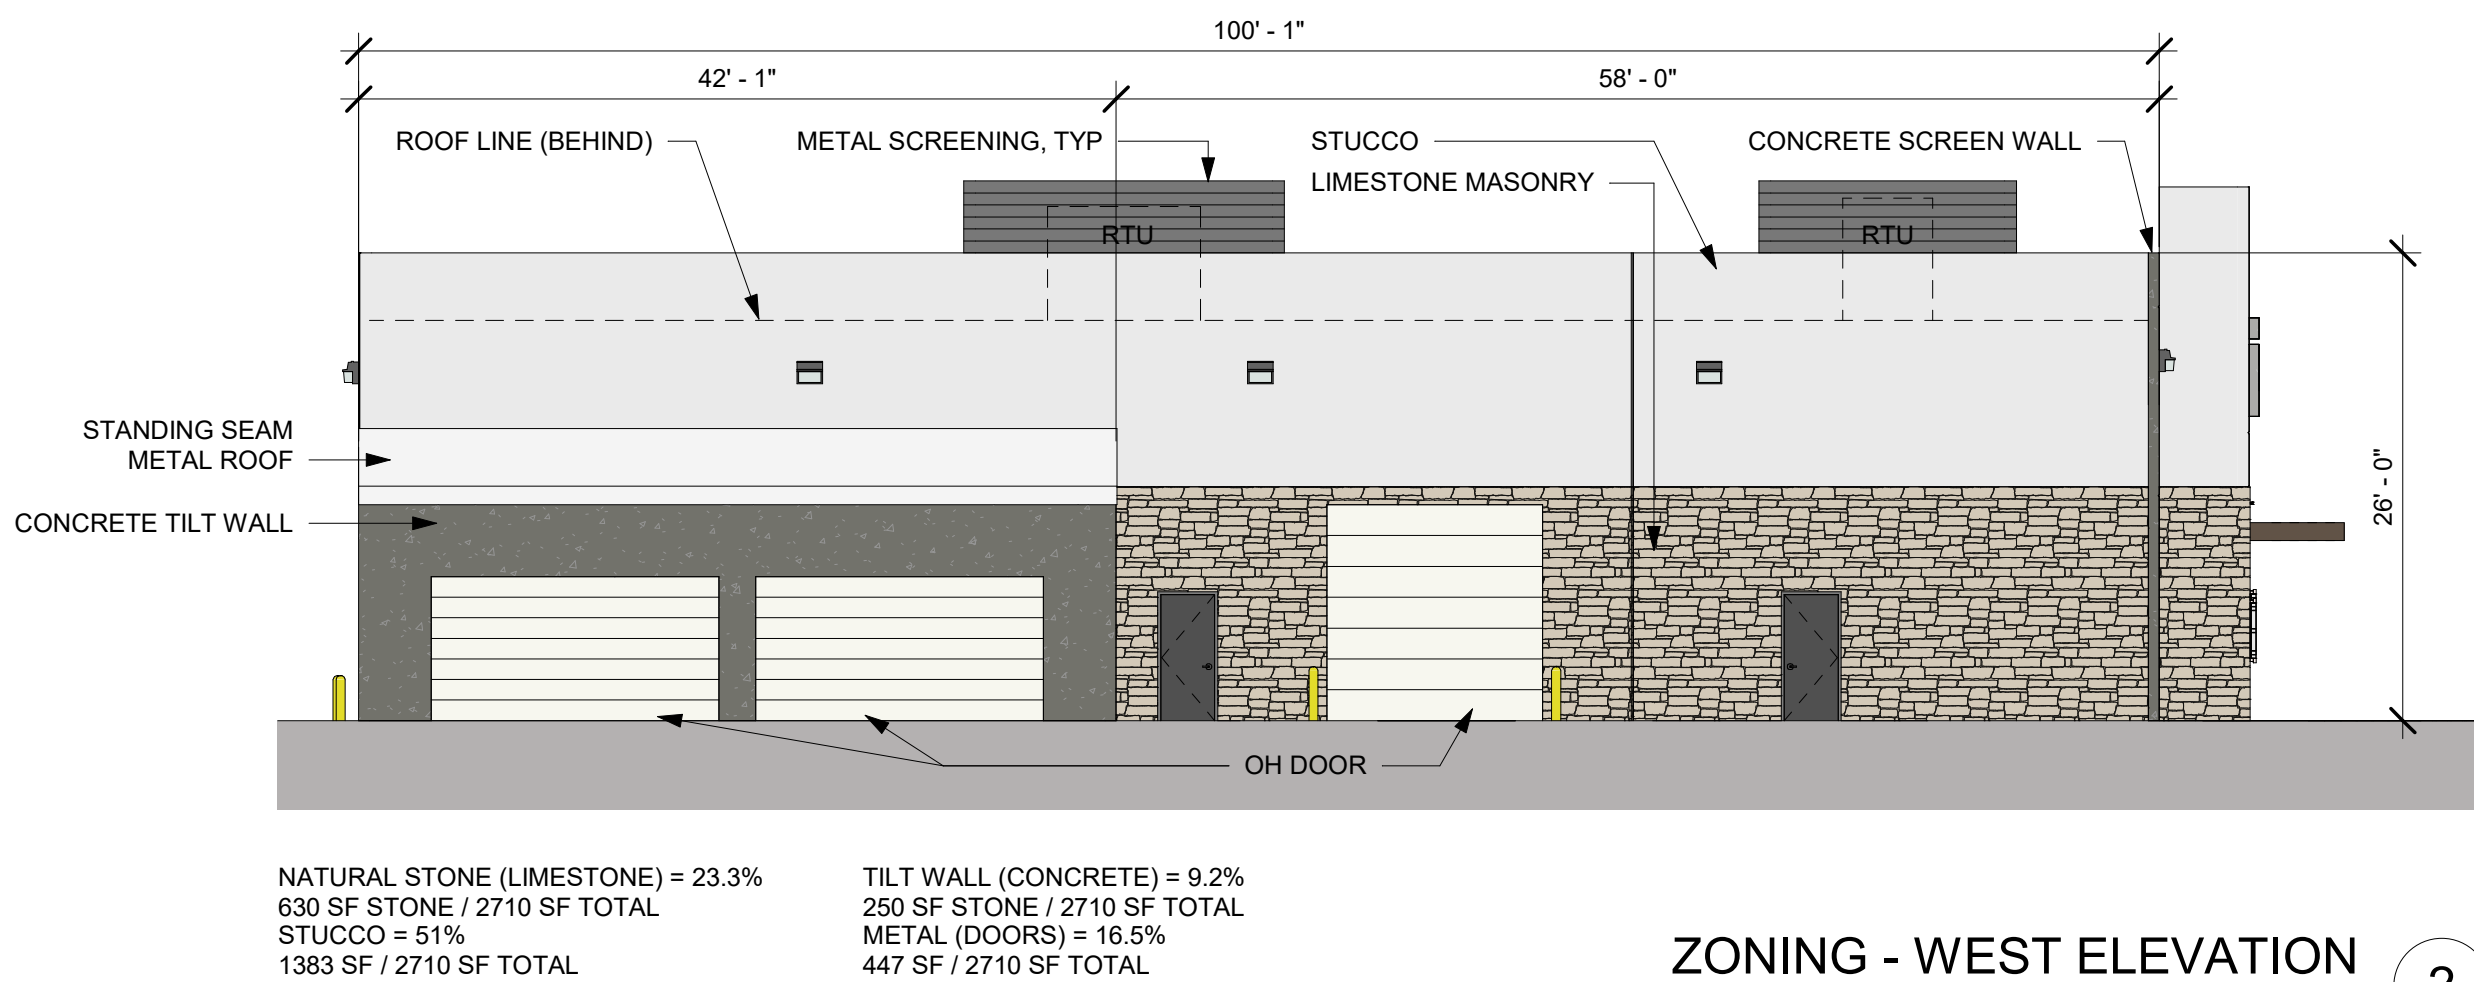 100' - 1"
42' - 1"
58' - 0"
ROOF LINE (BEHIND)
METAL SCREENING, TYP
STUCCO
CONCRETE SCREEN WALL
LIMESTONE MASONRY
RTU
RTU
STANDING SEAM
METAL ROOF
26' - 0"
CONCRETE TILT WALL
OH DOOR
NATURAL STONE (LIMESTONE) = 23.3%
630 SF STONE / 2710 SF TOTAL
STUCCO = 51%
1383 SF / 2710 SF TOTAL
TILT WALL (CONCRETE) = 9.2%
250 SF STONE / 2710 SF TOTAL
METAL (DOORS) = 16.5%
447 SF / 2710 SF TOTAL
ZONING - WEST ELEVATION